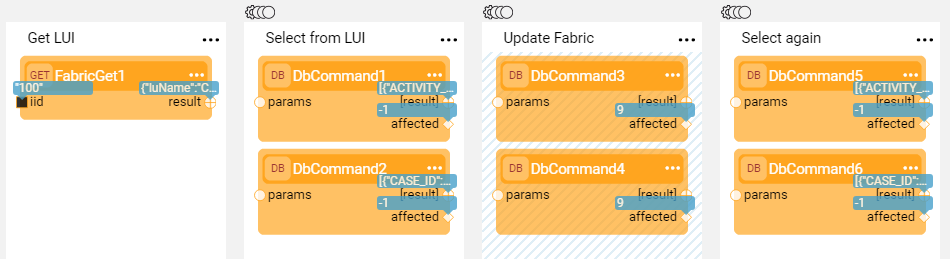 Get LUI
GET FabricGet1
"100"
{"luName":"C...
iid
result
Select from LUI
DB DbCommand1
[{"ACTIVITY_...
params
[result]
-1
affected
DB DbCommand2
[{"CASE_ID":...
params
[result]
-1
affected
Update Fabric
DB DbCommand3
params
[result]
9
affected
DB DbCommand4
params
[result]
9
affected
Select again
DB DbCommand5
[{"ACTIVITY_...
params
[result]
-1
affected
DB DbCommand6
[{"CASE_ID":...
params
[result]
-1
affected